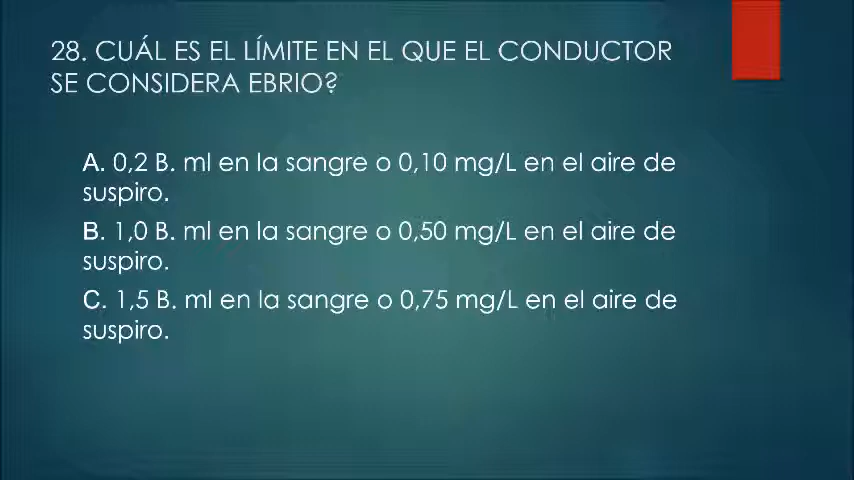 28. CUÁL ES EL LÍMITE EN EL QUE EL CONDUCTOR
SE CONSIDERA EBRIO?
A. 0,2 B. ml en la sangre o 0,10 mg/L en el aire de
suspiro.
B. 1,0 B. ml en la sangre o 0,50 mg/L en el aire de
suspiro.
C. 1,5 B. ml en la sangre o 0,75 mg/L en el aire de
suspiro.